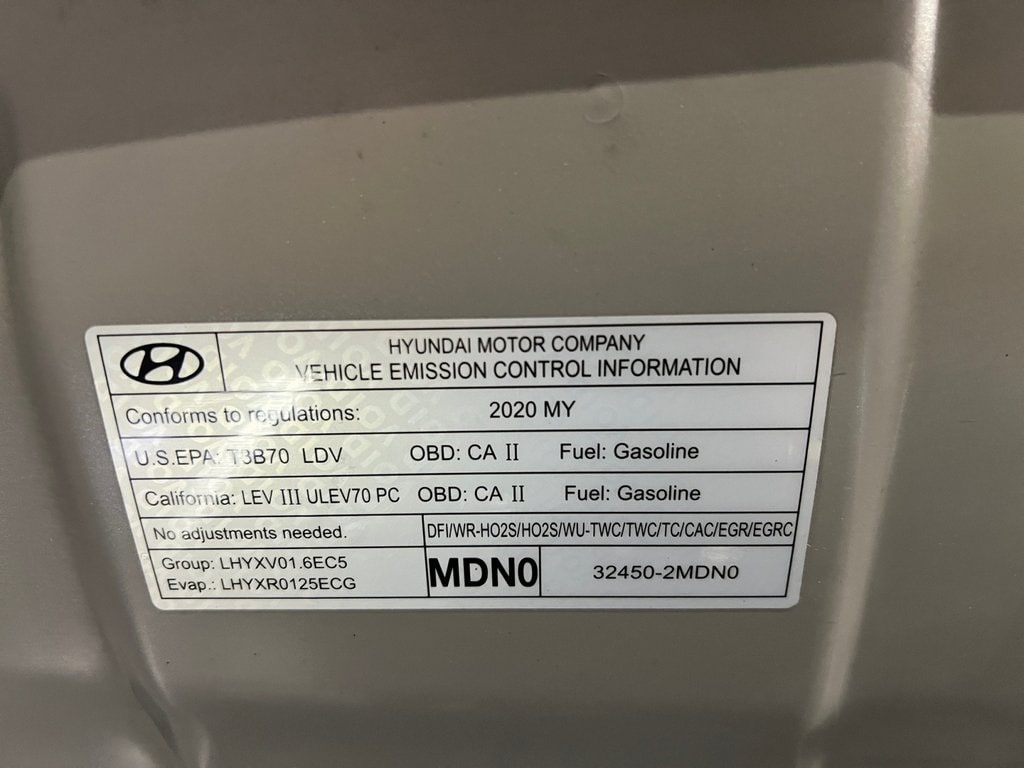 HYUNDAI MOTOR COMPANY
VEHICLE EMISSION CONTROL INFORMATION
Conforms to regulations: 2020 MY
U.S.EPA: T3B70 LDV OBD: CA II Fuel: Gasoline
California: LEV III ULEV70 PC OBD: CA II Fuel: Gasoline
No adjustments needed. DFI/WR-HO2S/HO2S/WU-TWC/TWC/TC/CAC/EGR/EGRC
Group: LHYXV01.6EC5
Evap.: LHYXR0125ECG
MDN0 32450-2MDN0